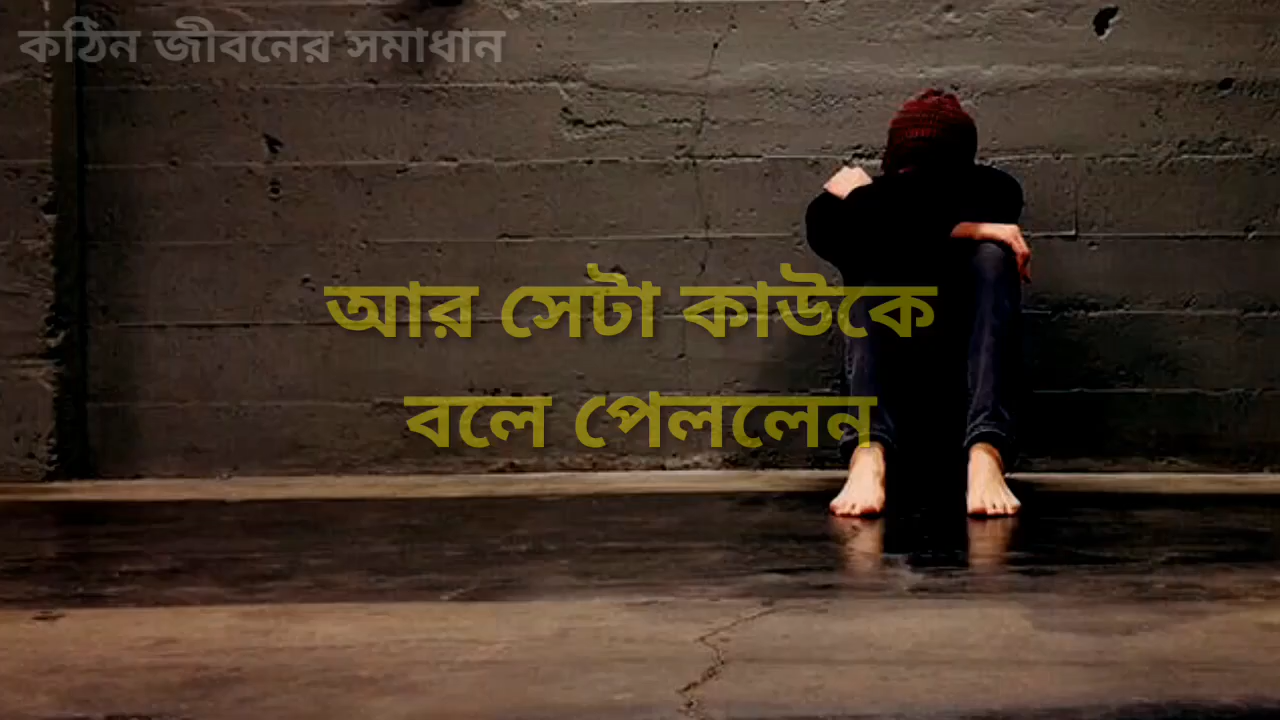 কঠিন জীবনের সমাধান
আর সেটা কাউকে
বলে পেললেন